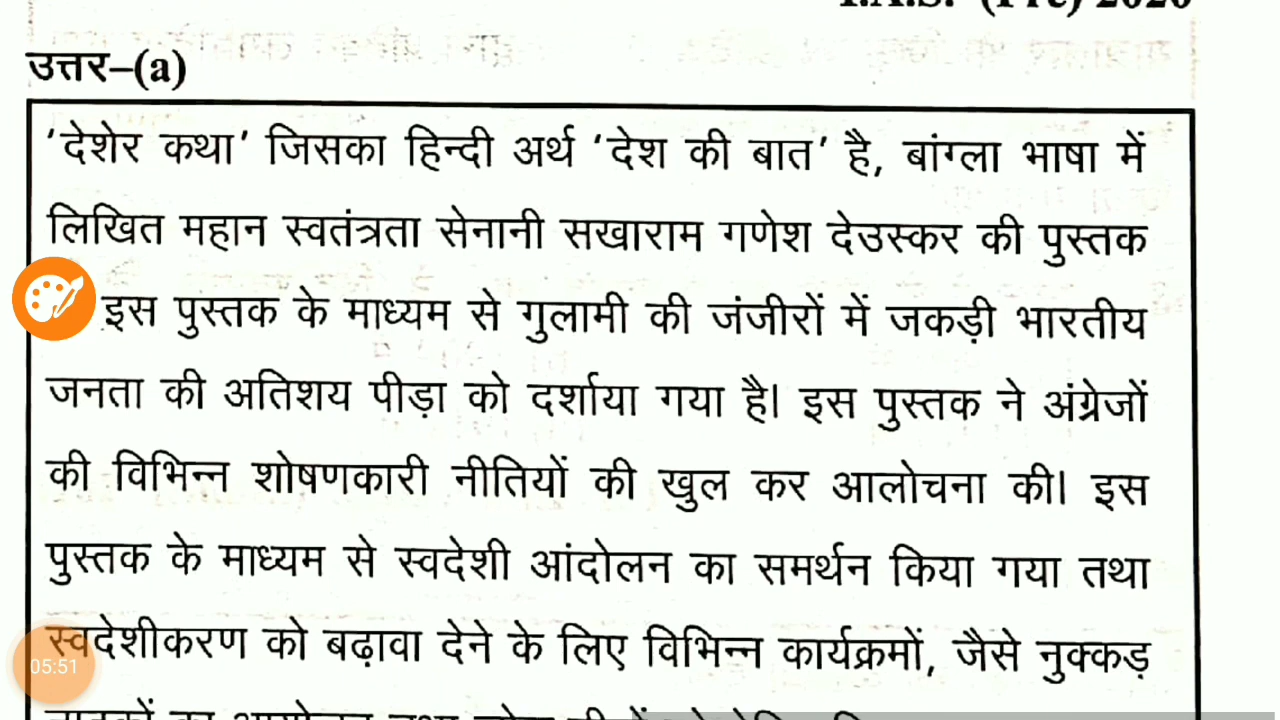 I.A.S. (Pre) 2020
उत्तर–(a)
'देशेर कथा' जिसका हिन्दी अर्थ 'देश की बात' है, बांग्ला भाषा में
लिखित महान स्वतंत्रता सेनानी सखाराम गणेश देउस्कर की पुस्तक
इस पुस्तक के माध्यम से गुलामी की जंजीरों में जकड़ी भारतीय
जनता की अतिशय पीड़ा को दर्शाया गया है। इस पुस्तक ने अंग्रेजों
की विभिन्न शोषणकारी नीतियों की खुल कर आलोचना की। इस
पुस्तक के माध्यम से स्वदेशी आंदोलन का समर्थन किया गया तथा
स्वदेशीकरण को बढ़ावा देने के लिए विभिन्न कार्यक्रमों, जैसे नुक्कड़
05:51